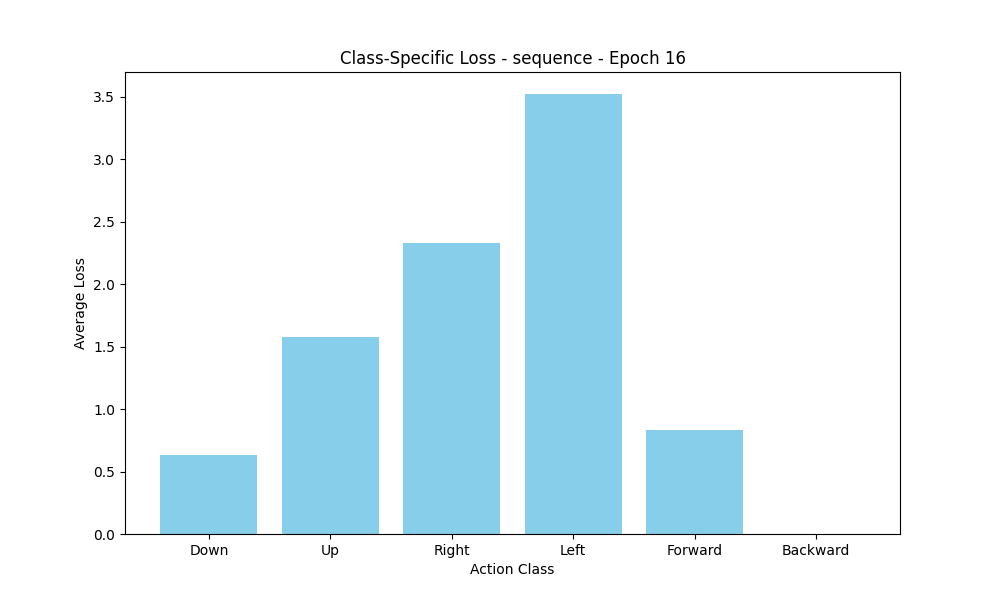 Class-Specific Loss - sequence - Epoch 16
3.5
3.0
2.5
2.0
1.5
1.0
0.5
0.0
Average Loss
Down Up Right Left Forward Backward
Action Class